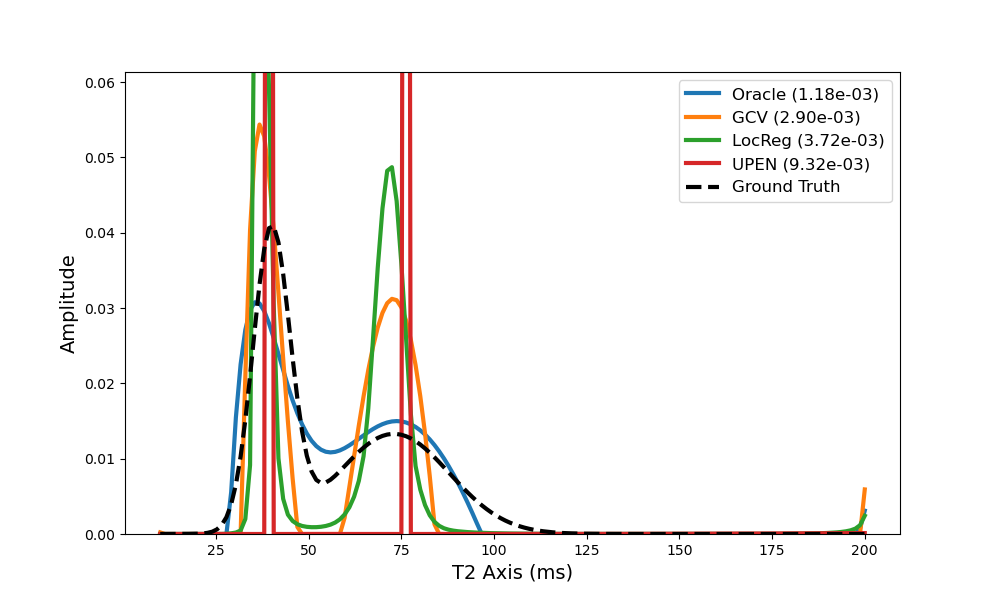 0.06
0.05
0.04
0.03
0.02
0.01
0.00
Amplitude
25
50
75
100
125
150
175
200
T2 Axis (ms)
Oracle (1.18e-03)
GCV (2.90e-03)
LocReg (3.72e-03)
UPEN (9.32e-03)
Ground Truth